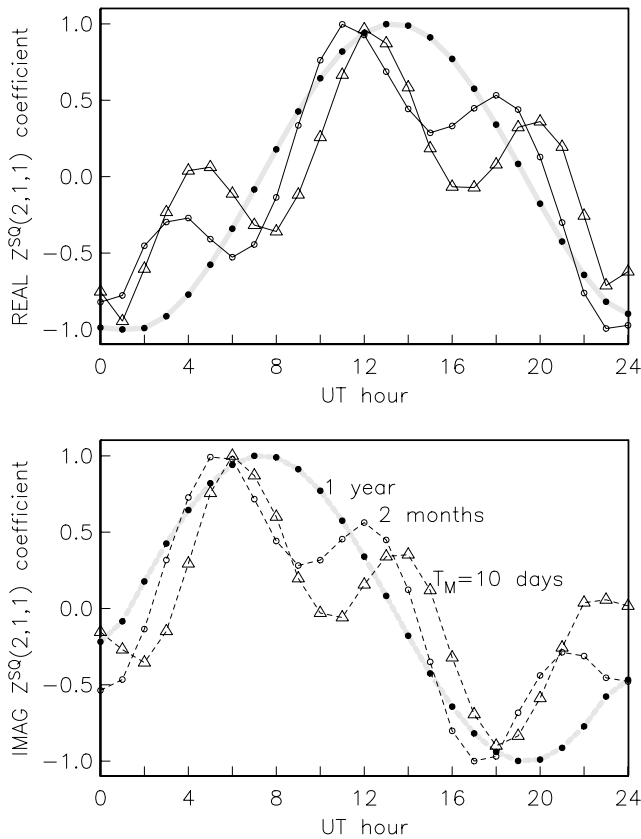 REAL Z^SQ(2,1,1) coefficient
1.0
0.5
0.0
−0.5
−1.0
0 4 8 12 16 20 24
UT hour
IMAG Z^SQ(2,1,1) coefficient
1.0
0.5
0.0
−0.5
−1.0
1 year
2 months
T_M=10 days
0 4 8 12 16 20 24
UT hour